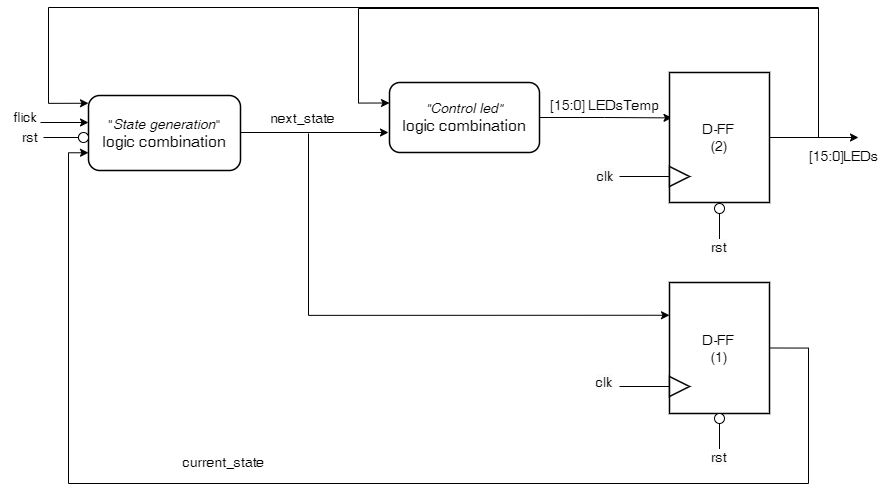 [15:0] LEDsTemp
"Control led"
logic combination
flick
"State generation"
next_state
D-FF
(2)
rst
logic combination
[15:0]LEDs
clk
rst
D-FF
(1)
clk
rst
current_state